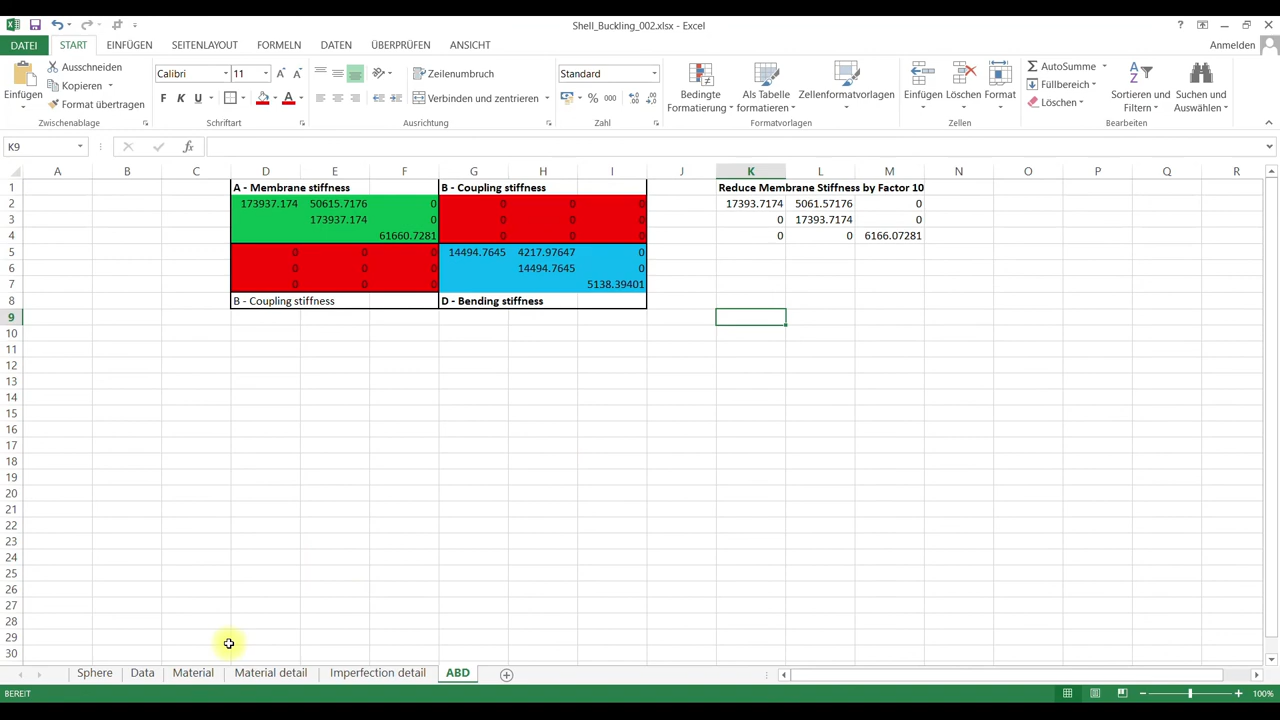 Shell_Buckling_002.xlsx - Excel
?
DATEI START EINFÜGEN SEITENLAYOUT FORMELN DATEN ÜBERPRÜFEN ANSICHT Anmelden
Einfügen
Ausschneiden
Kopieren
Format übertragen
Zwischenablage
Calibri 11
F K U
Schriftart
Zeilenumbruch
Verbinden und zentrieren
Ausrichtung
Standard
% 000
Zahl
Bedingte Formatierung
Als Tabelle formatieren
Zellenformatvorlagen
Formatvorlagen
Einfügen Löschen Format
Zellen
AutoSumme
Füllbereich
Löschen
Sortieren und Filtern
Suchen und Auswählen
Bearbeiten
K9
fx
A B C D E F G H I J K L M N O P Q R
1 A - Membrane stiffness B - Coupling stiffness Reduce Membrane Stiffness by Factor 10
2 173937.174 50615.7176 0 0 0 0 17393.7174 5061.57176 0
3 173937.174 0 0 0 0 0 17393.7174 0
4 61660.7281 0 0 0 0 0 6166.07281
5 0 0 0 14494.7645 4217.97647 0
6 0 0 0 14494.7645 0
7 0 0 0 5138.39401
8 B - Coupling stiffness D - Bending stiffness
9
10
11
12
13
14
15
16
17
18
19
20
21
22
23
24
25
26
27
28
29
30
Sphere Data Material Material detail Imperfection detail ABD
BEREIT 100%